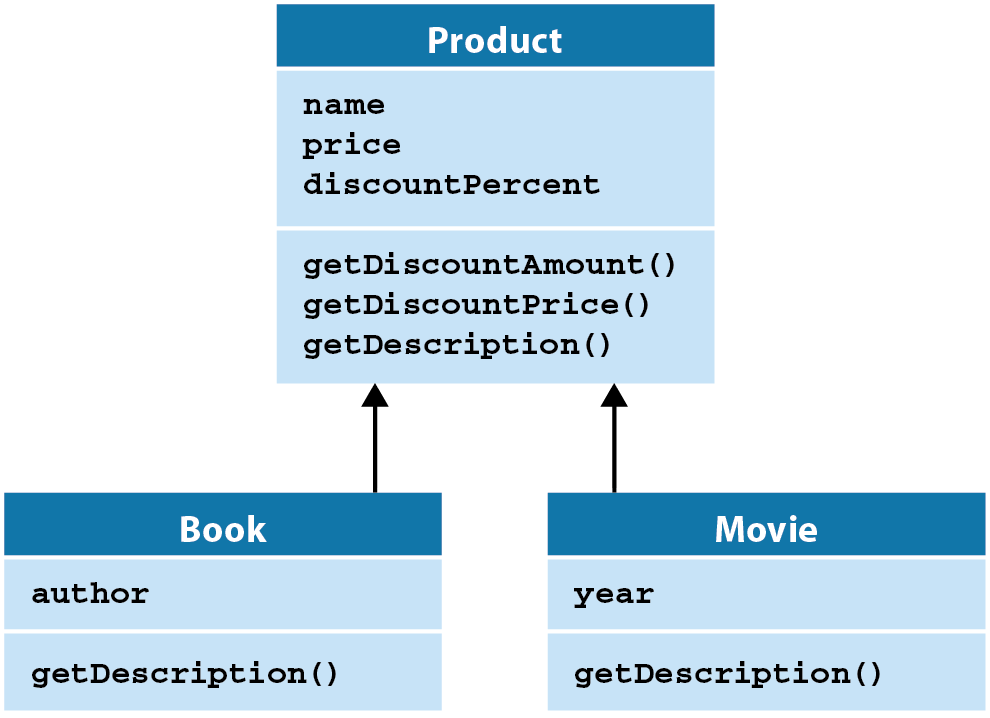 Product
name
price
discountPercent
getDiscountAmount()
getDiscountPrice()
getDescription()
Book
author
getDescription()
Movie
year
getDescription()